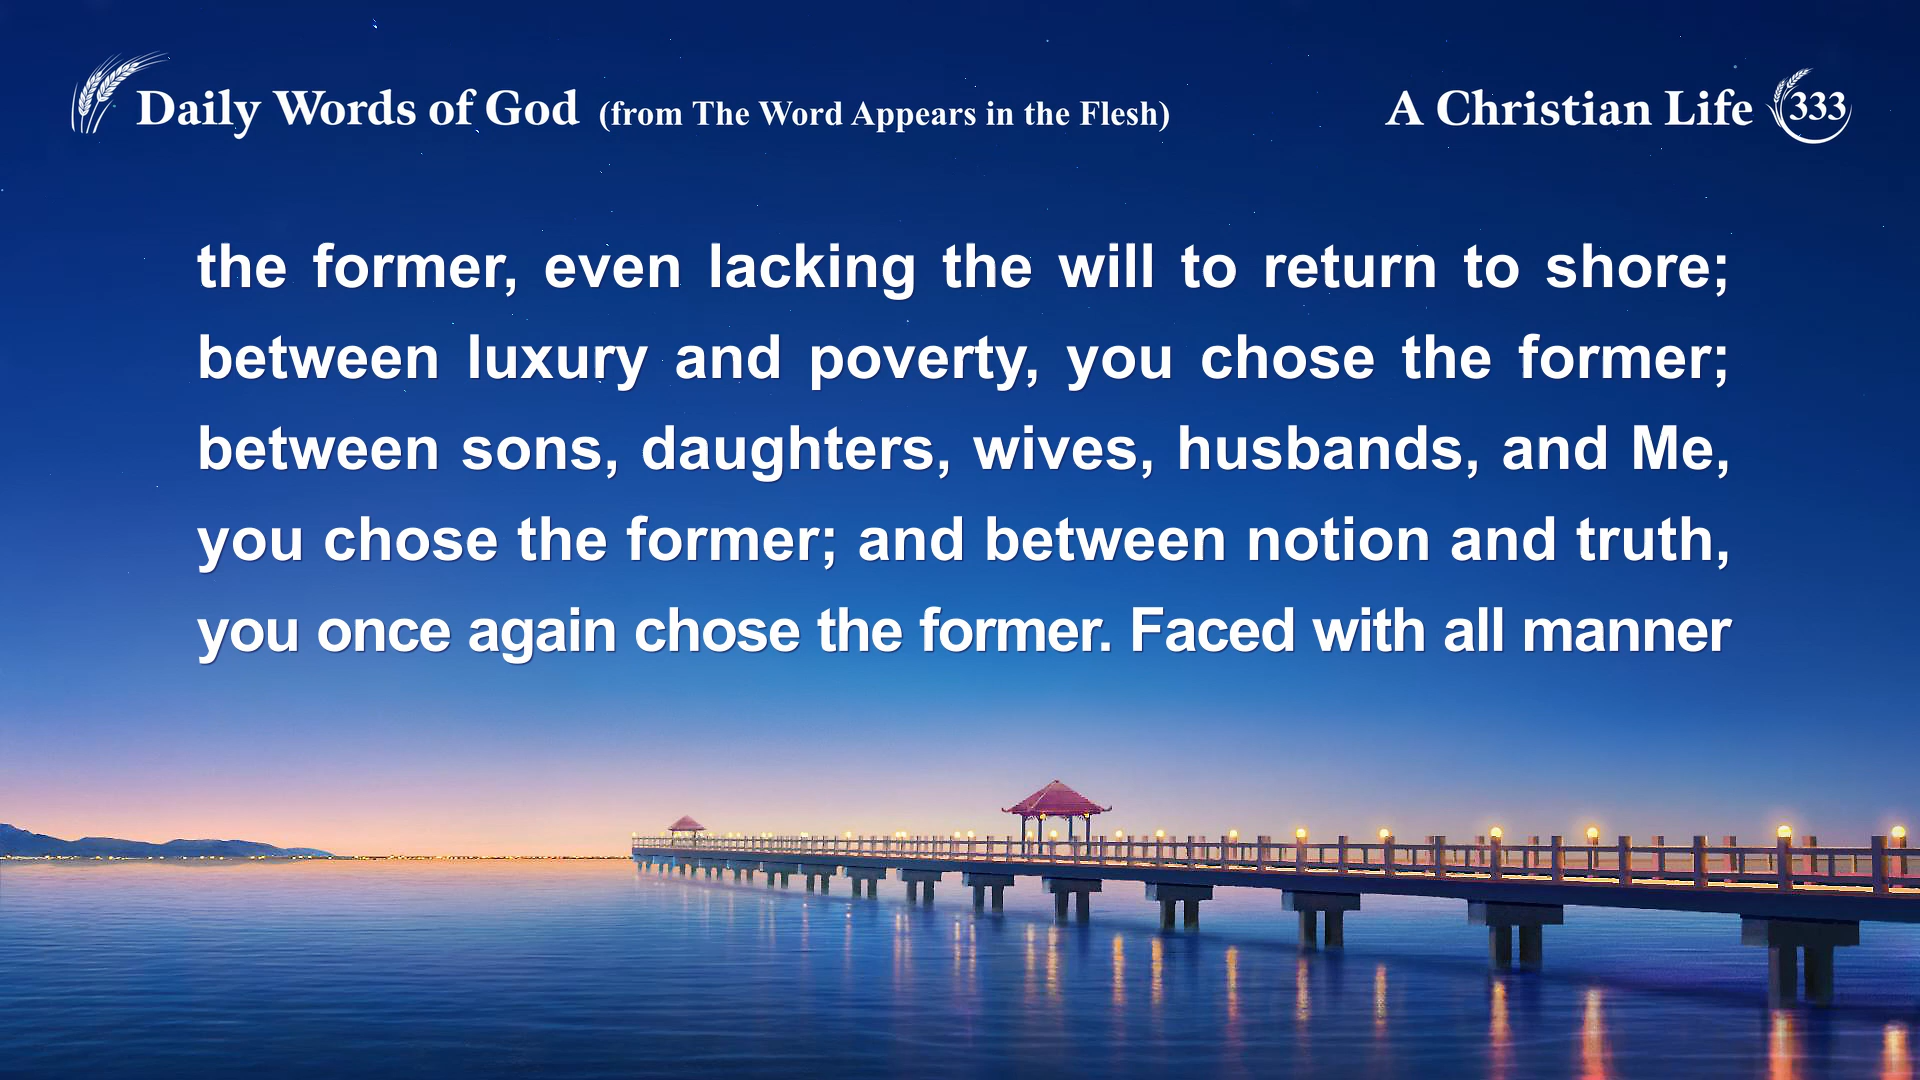 Daily Words of God (from The Word Appears in the Flesh)
A Christian Life 333
the former, even lacking the will to return to shore;
between luxury and poverty, you chose the former;
between sons, daughters, wives, husbands, and Me,
you chose the former; and between notion and truth,
you once again chose the former. Faced with all manner